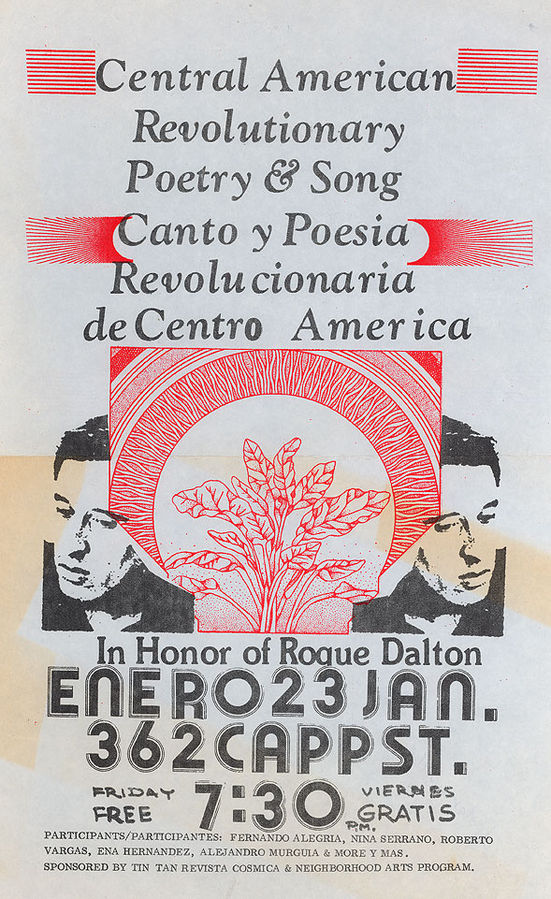 Central American
Revolutionary
Poetry & Song
Canto y Poesia
Revolucionaria
de Centro America
In Honor of Roque Dalton
ENERO 23 JAN.
362 CAPP ST.
FRIDAY 7:30 P.M. VIERNES
FREE GRATIS
PARTICIPANTS/PARTICIPANTES: FERNANDO ALEGRIA, NINA SERRANO, ROBERTO
VARGAS, ENA HERNANDEZ, ALEJANDRO MURGUIA & MORE Y MAS.
SPONSORED BY TIN TAN REVISTA COSMICA & NEIGHBORHOOD ARTS PROGRAM.